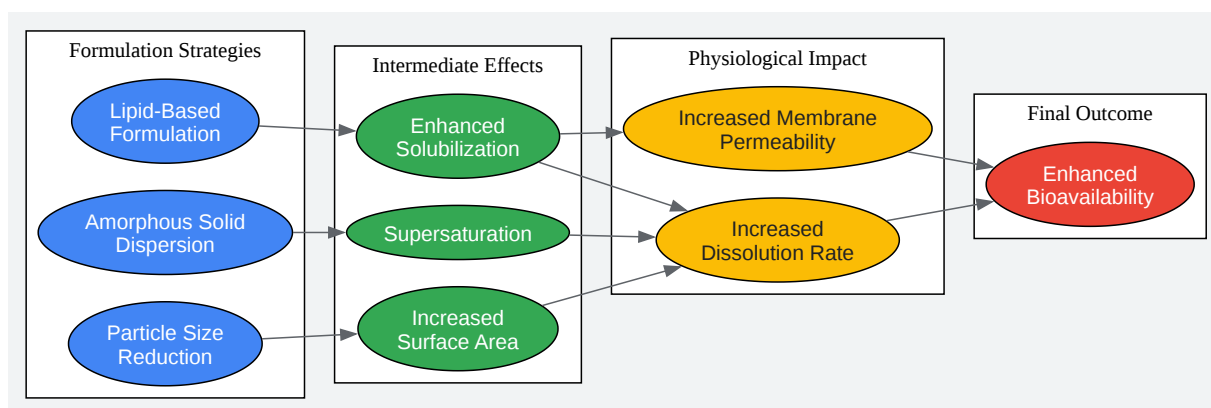 Formulation Strategies
Lipid-Based
Formulation
Amorphous Solid
Dispersion
Particle Size
Reduction
Intermediate Effects
Enhanced
Solubilization
Supersaturation
Increased
Surface Area
Physiological Impact
Increased Membrane
Permeability
Increased
Dissolution Rate
Final Outcome
Enhanced
Bioavailability